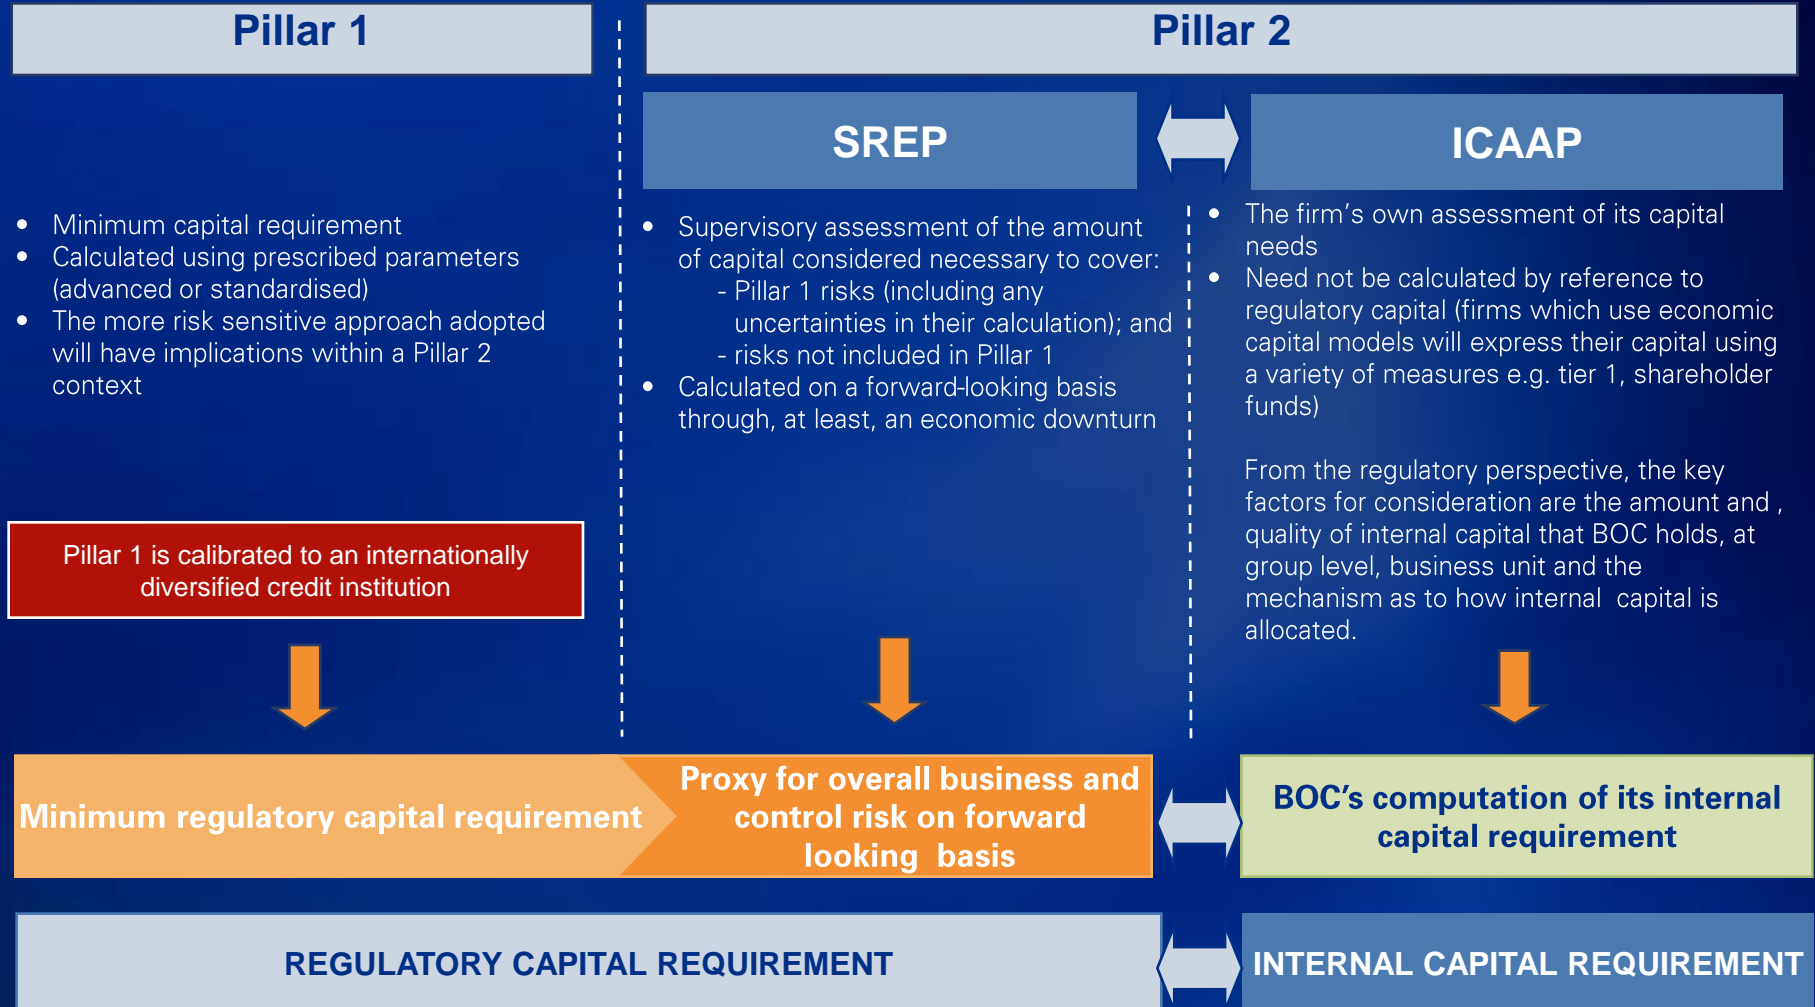 Pillar 1
Pillar 2
SREP
ICAAP
• Minimum capital requirement
• Calculated using prescribed parameters
(advanced or standardised)
• The more risk sensitive approach adopted
will have implications within a Pillar 2
context
Pillar 1 is calibrated to an internationally
diversified credit institution
• Supervisory assessment of the amount
of capital considered necessary to cover:
- Pillar 1 risks (including any
uncertainties in their calculation); and
- risks not included in Pillar 1
• Calculated on a forward-looking basis
through, at least, an economic downturn
• The firm's own assessment of its capital
needs
• Need not be calculated by reference to
regulatory capital (firms which use economic
capital models will express their capital using
a variety of measures e.g. tier 1, shareholder
funds)
From the regulatory perspective, the key
factors for consideration are the amount and ,
quality of internal capital that BOC holds, at
group level, business unit and the
mechanism as to how internal capital is
allocated.
Minimum regulatory capital requirement
Proxy for overall business and
control risk on forward
looking basis
BOC's computation of its internal
capital requirement
REGULATORY CAPITAL REQUIREMENT
INTERNAL CAPITAL REQUIREMENT